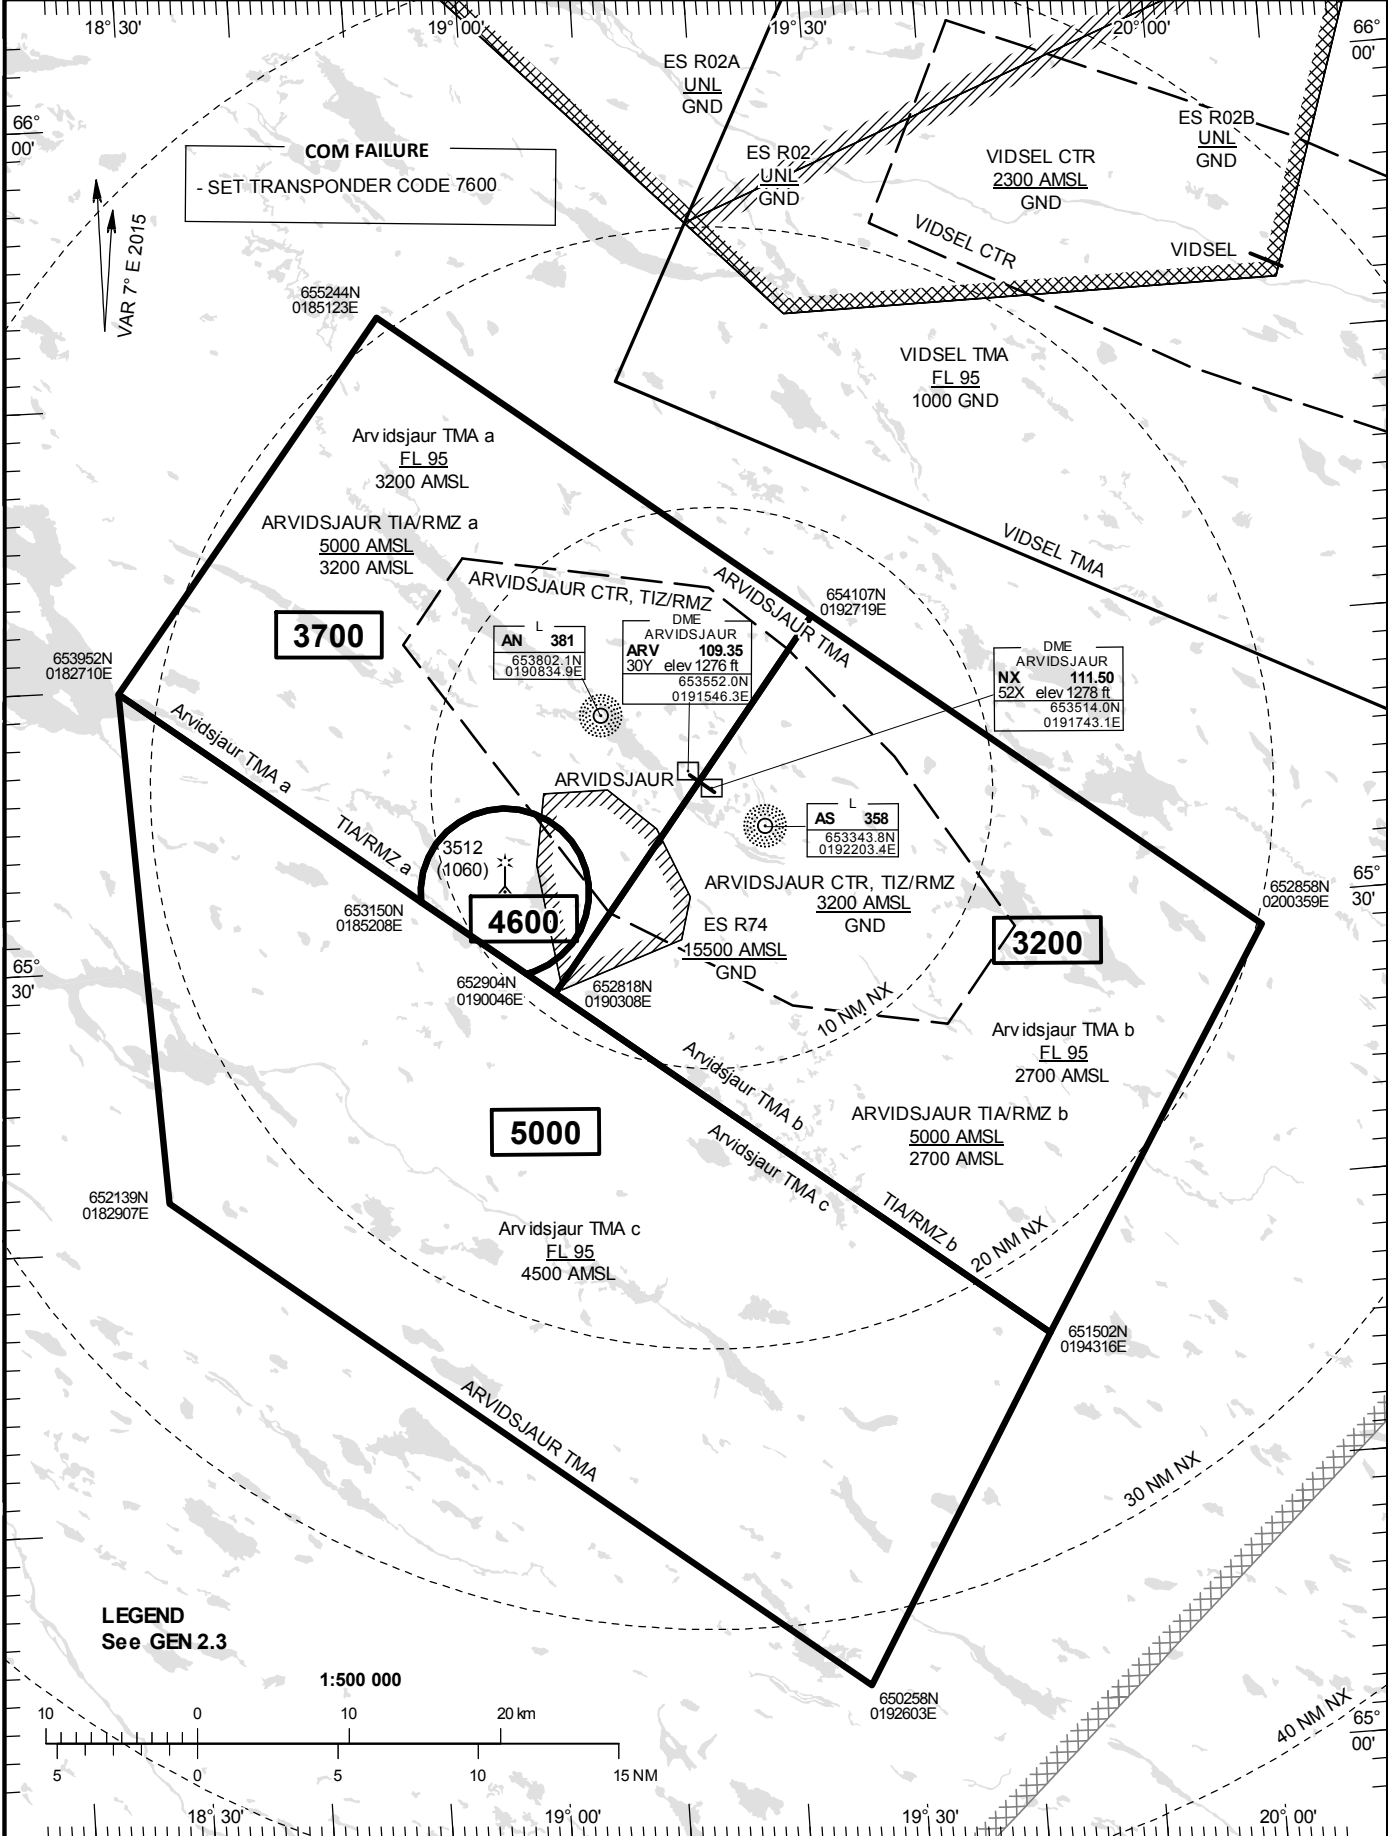 18° 30'
19° 00'
19° 30'
20° 00'
66°
00'
66°
00'
COM FAILURE
- SET TRANSPONDER CODE 7600
VAR 7° E 2015
ES R02A
UNL
GND
ES R02
UNL
GND
VIDSEL CTR
2300 AMSL
GND
ES R02B
UNL
GND
VIDSEL CTR
VIDSEL
655244N
0185123E
VIDSEL TMA
FL 95
1000 GND
Arvidsjaur TMA a
FL 95
3200 AMSL
ARVIDSJAUR TIA/RMZ a
5000 AMSL
3200 AMSL
VIDSEL TMA
ARVIDSJAUR CTR, TIZ/RMZ
ARVIDSJAUR TMA
654107N
0192719E
3700
L
AN 381
653802.1N
0190834.9E
DME
ARVIDSJAUR
ARV 109.35
30Y elev 1276 ft
653552.0N
0191546.3E
DME
ARVIDSJAUR
NX 111.50
52X elev 1278 ft
653514.0N
0191743.1E
653952N
0182710E
Arvidsjaur TMA a
TIA/RMZ a
ARVIDSJAUR
L
AS 358
653343.8N
0192203.4E
3512
(1060)
4600
653150N
0185208E
ARVIDSJAUR CTR, TIZ/RMZ
3200 AMSL
GND
ES R74
15500 AMSL
GND
3200
652858N
0200359E
65°
30'
65°
30'
652904N
0190046E
652818N
0190308E
10 NM NX
Arvidsjaur TMA b
FL 95
2700 AMSL
Arvidsjaur TMA b
Arvidsjaur TMA c
ARVIDSJAUR TIA/RMZ b
5000 AMSL
2700 AMSL
5000
652139N
0182907E
Arvidsjaur TMA c
FL 95
4500 AMSL
TIA/RMZ b
20 NM NX
651502N
0194316E
ARVIDSJAUR TMA
30 NM NX
LEGEND
See GEN 2.3
1:500 000
10 0 10 20 km
5 0 5 10 15 NM
650258N
0192603E
40 NM NX
65°
00'
18° 30'
19° 00'
19° 30'
20° 00'